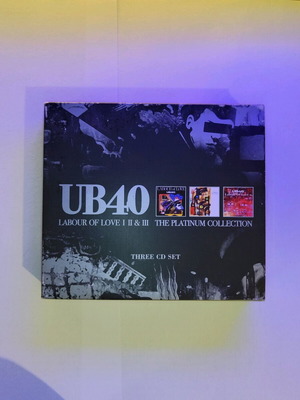 UB40
LABOUR OF LOVE I II & III THE PLATINUM COLLECTION
THREE CD SET